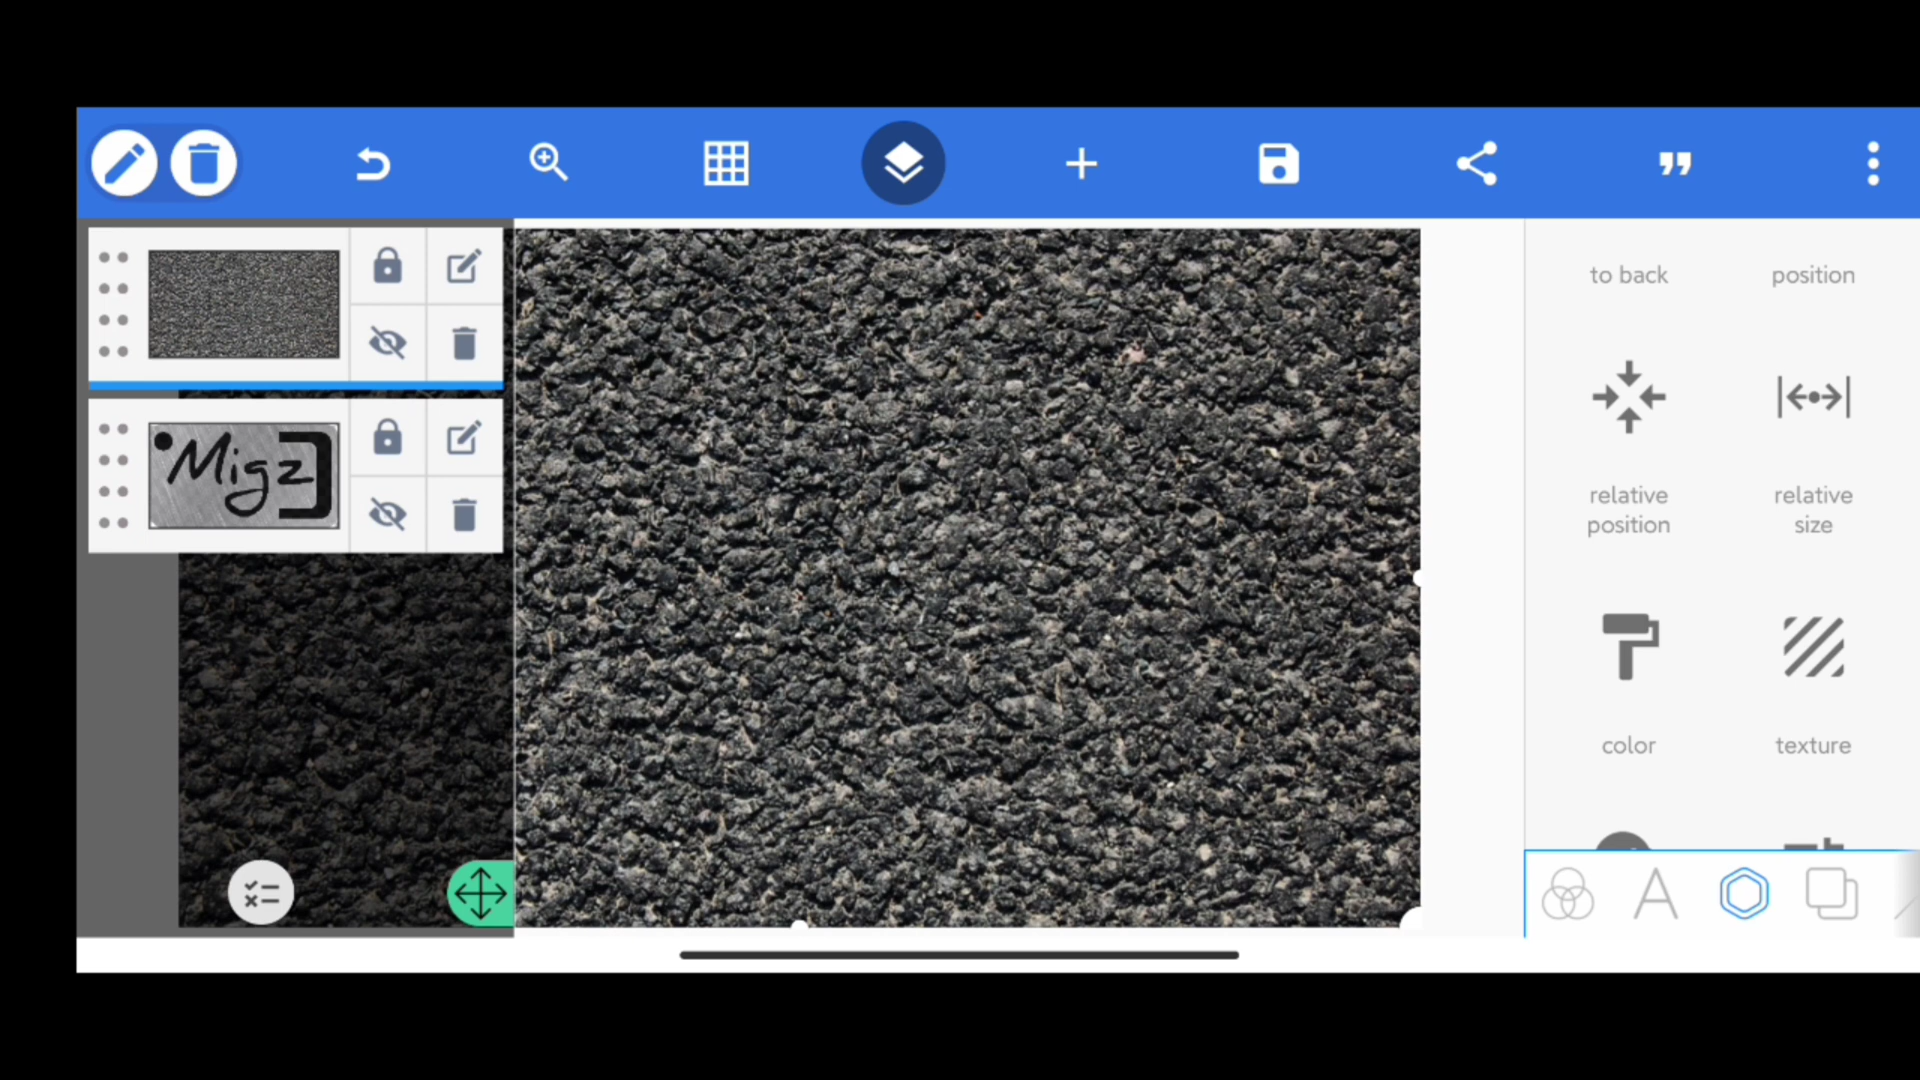 to back
position
Migz
relative
position
relative
size
color
texture